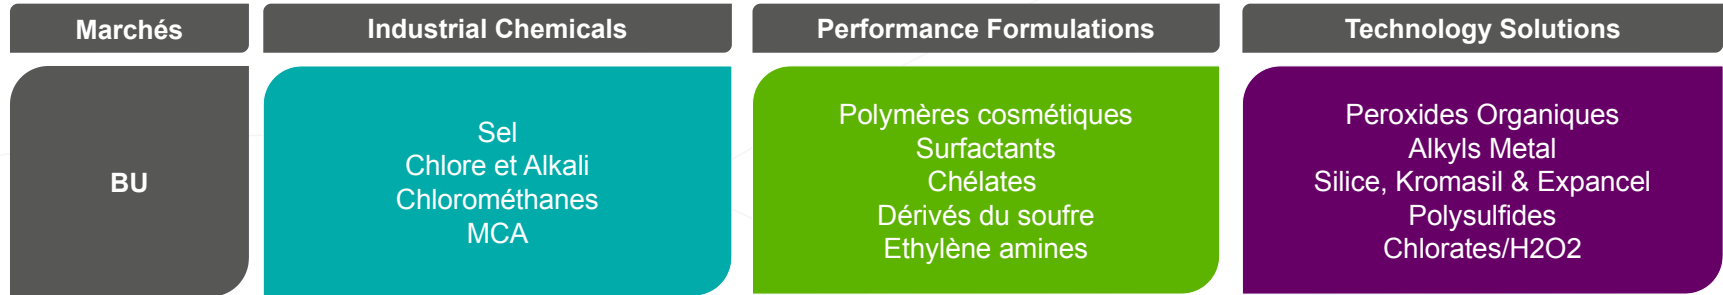 Marchés
Industrial Chemicals
Performance Formulations
Technology Solutions
BU
Sel
Chlore et Alkali
Chlorométhanes
MCA
Polymères cosmétiques
Surfactants
Chélates
Dérivés du soufre
Ethylène amines
Peroxides Organiques
Alkyls Metal
Silice, Kromasil & Expancel
Polysulfides
Chlorates/H2O2